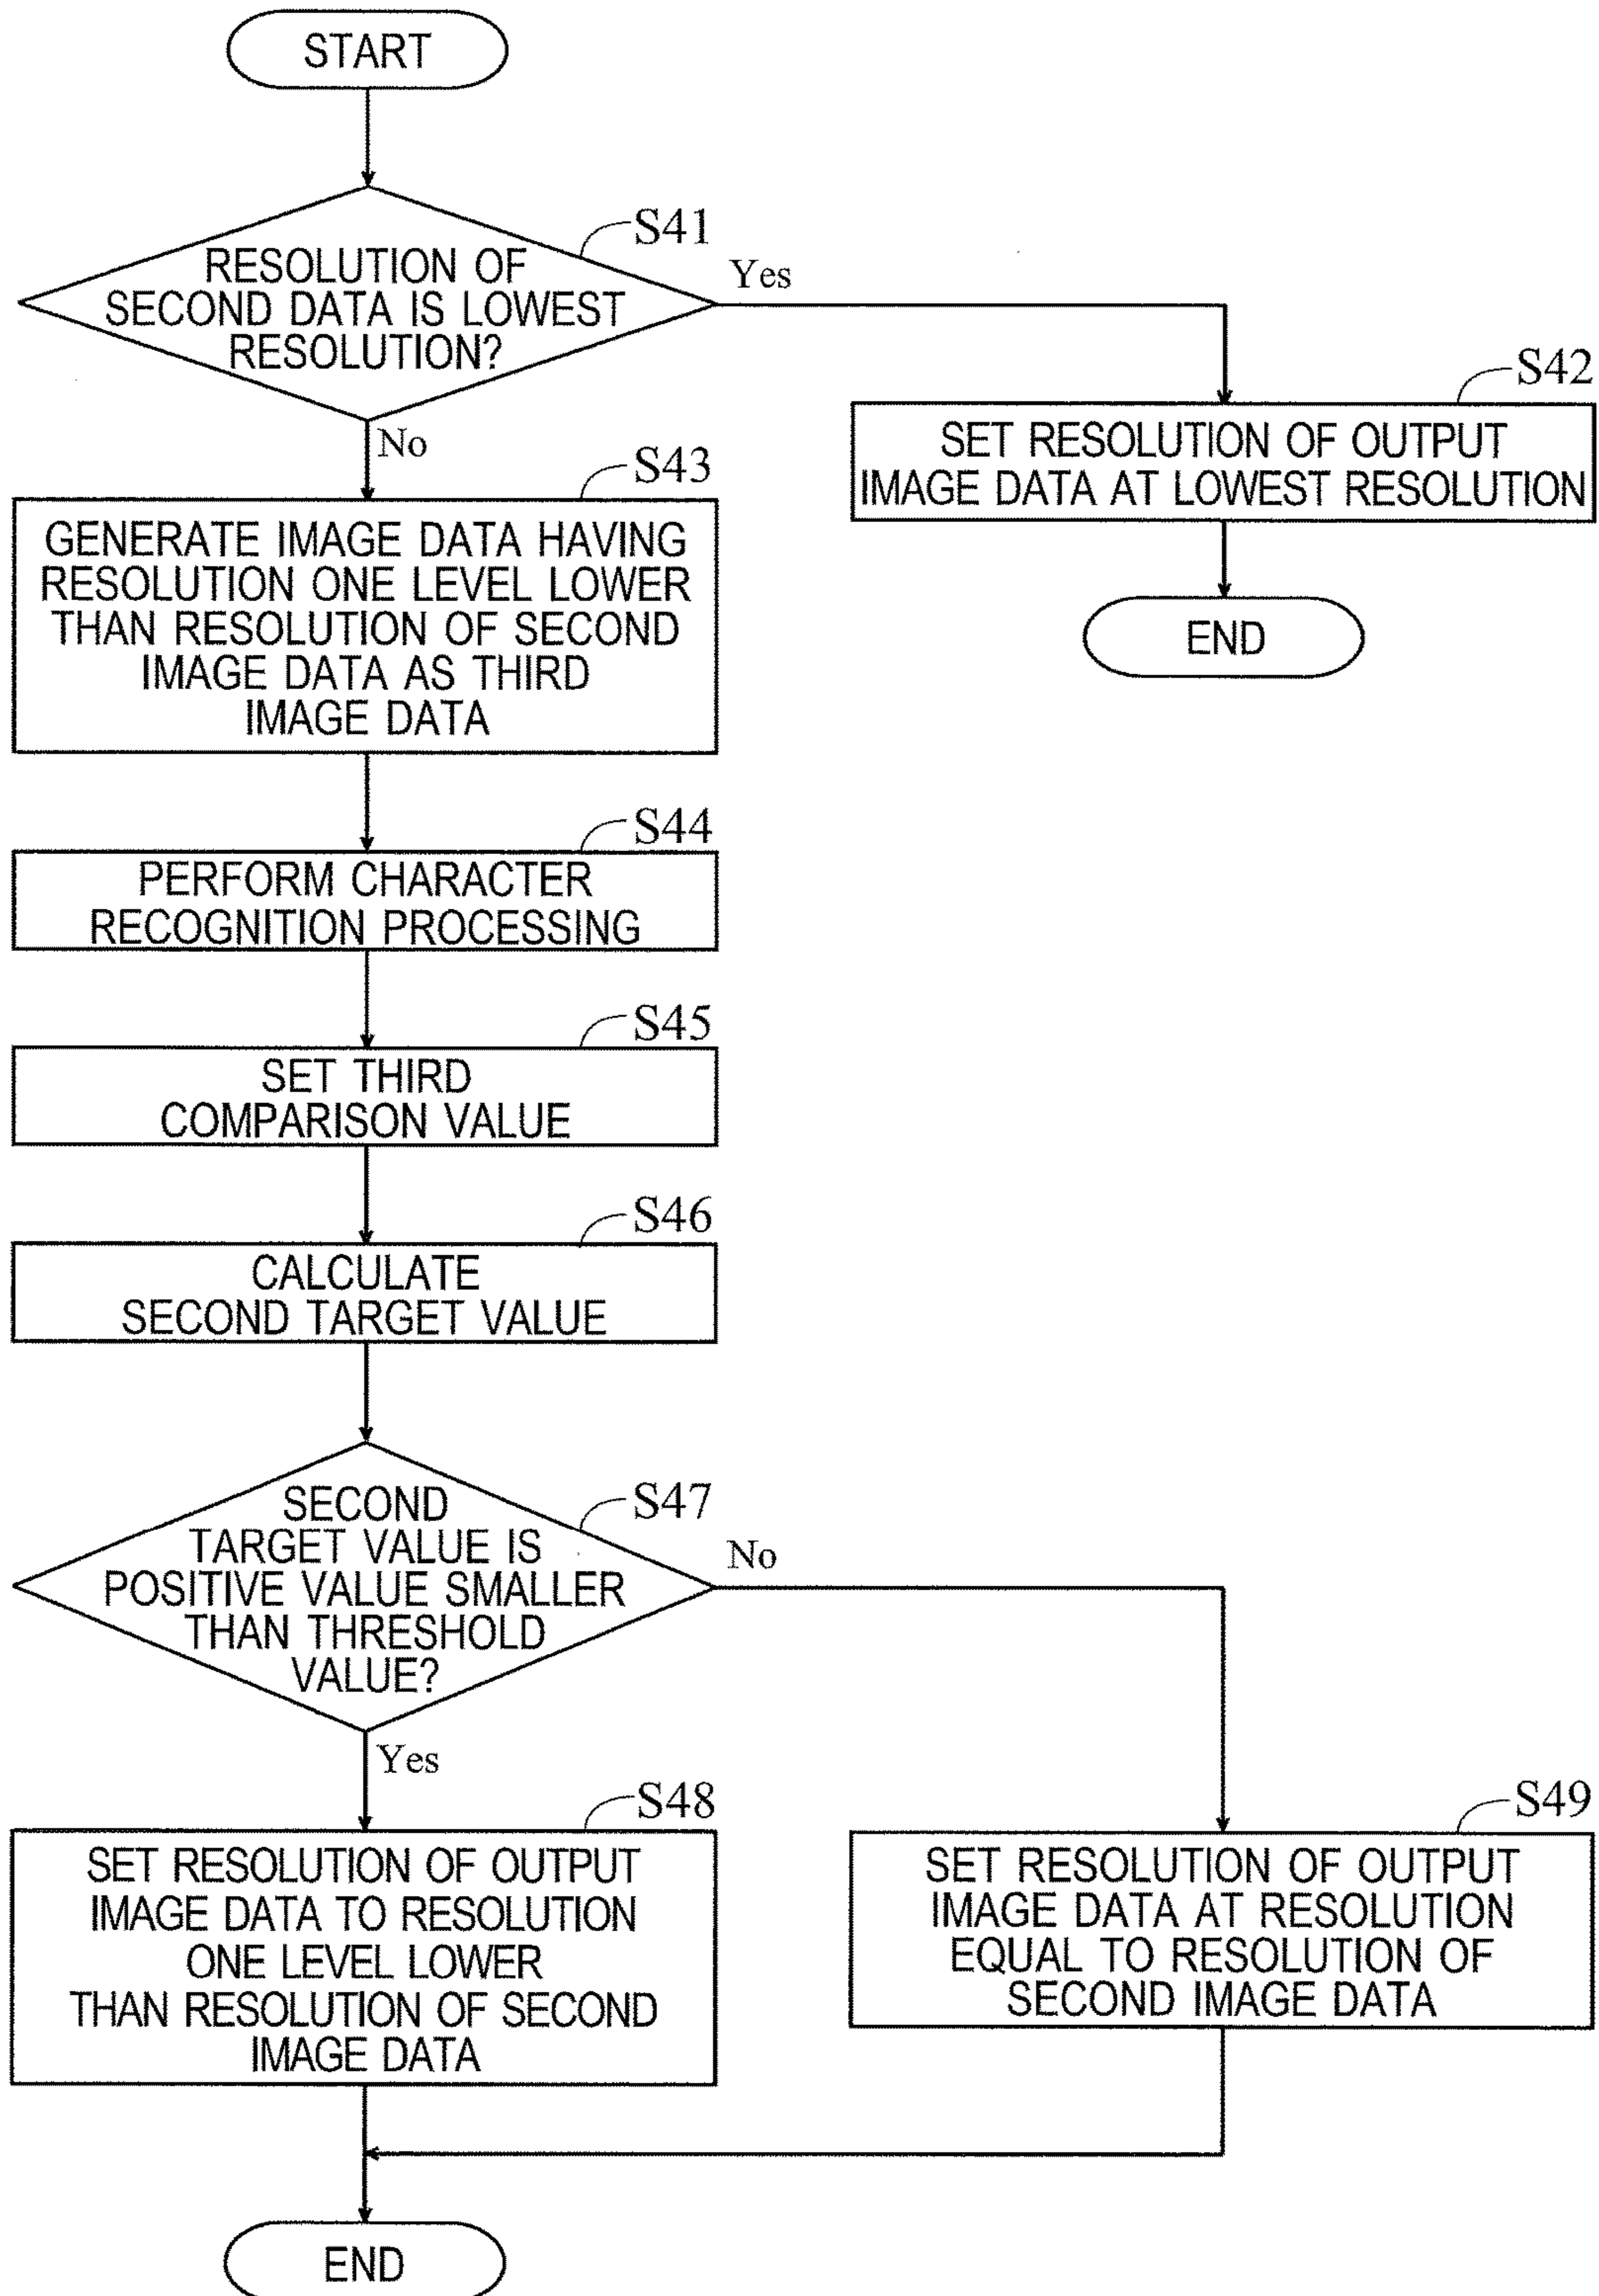 START
S41
RESOLUTION OF
SECOND DATA IS LOWEST
RESOLUTION?
Yes
No
S42
SET RESOLUTION OF OUTPUT
IMAGE DATA AT LOWEST RESOLUTION
END
S43
GENERATE IMAGE DATA HAVING
RESOLUTION ONE LEVEL LOWER
THAN RESOLUTION OF SECOND
IMAGE DATA AS THIRD
IMAGE DATA
S44
PERFORM CHARACTER
RECOGNITION PROCESSING
S45
SET THIRD
COMPARISON VALUE
S46
CALCULATE
SECOND TARGET VALUE
S47
SECOND
TARGET VALUE IS
POSITIVE VALUE SMALLER
THAN THRESHOLD
VALUE?
No
Yes
S48
SET RESOLUTION OF OUTPUT
IMAGE DATA TO RESOLUTION
ONE LEVEL LOWER
THAN RESOLUTION OF SECOND
IMAGE DATA
S49
SET RESOLUTION OF OUTPUT
IMAGE DATA AT RESOLUTION
EQUAL TO RESOLUTION OF
SECOND IMAGE DATA
END